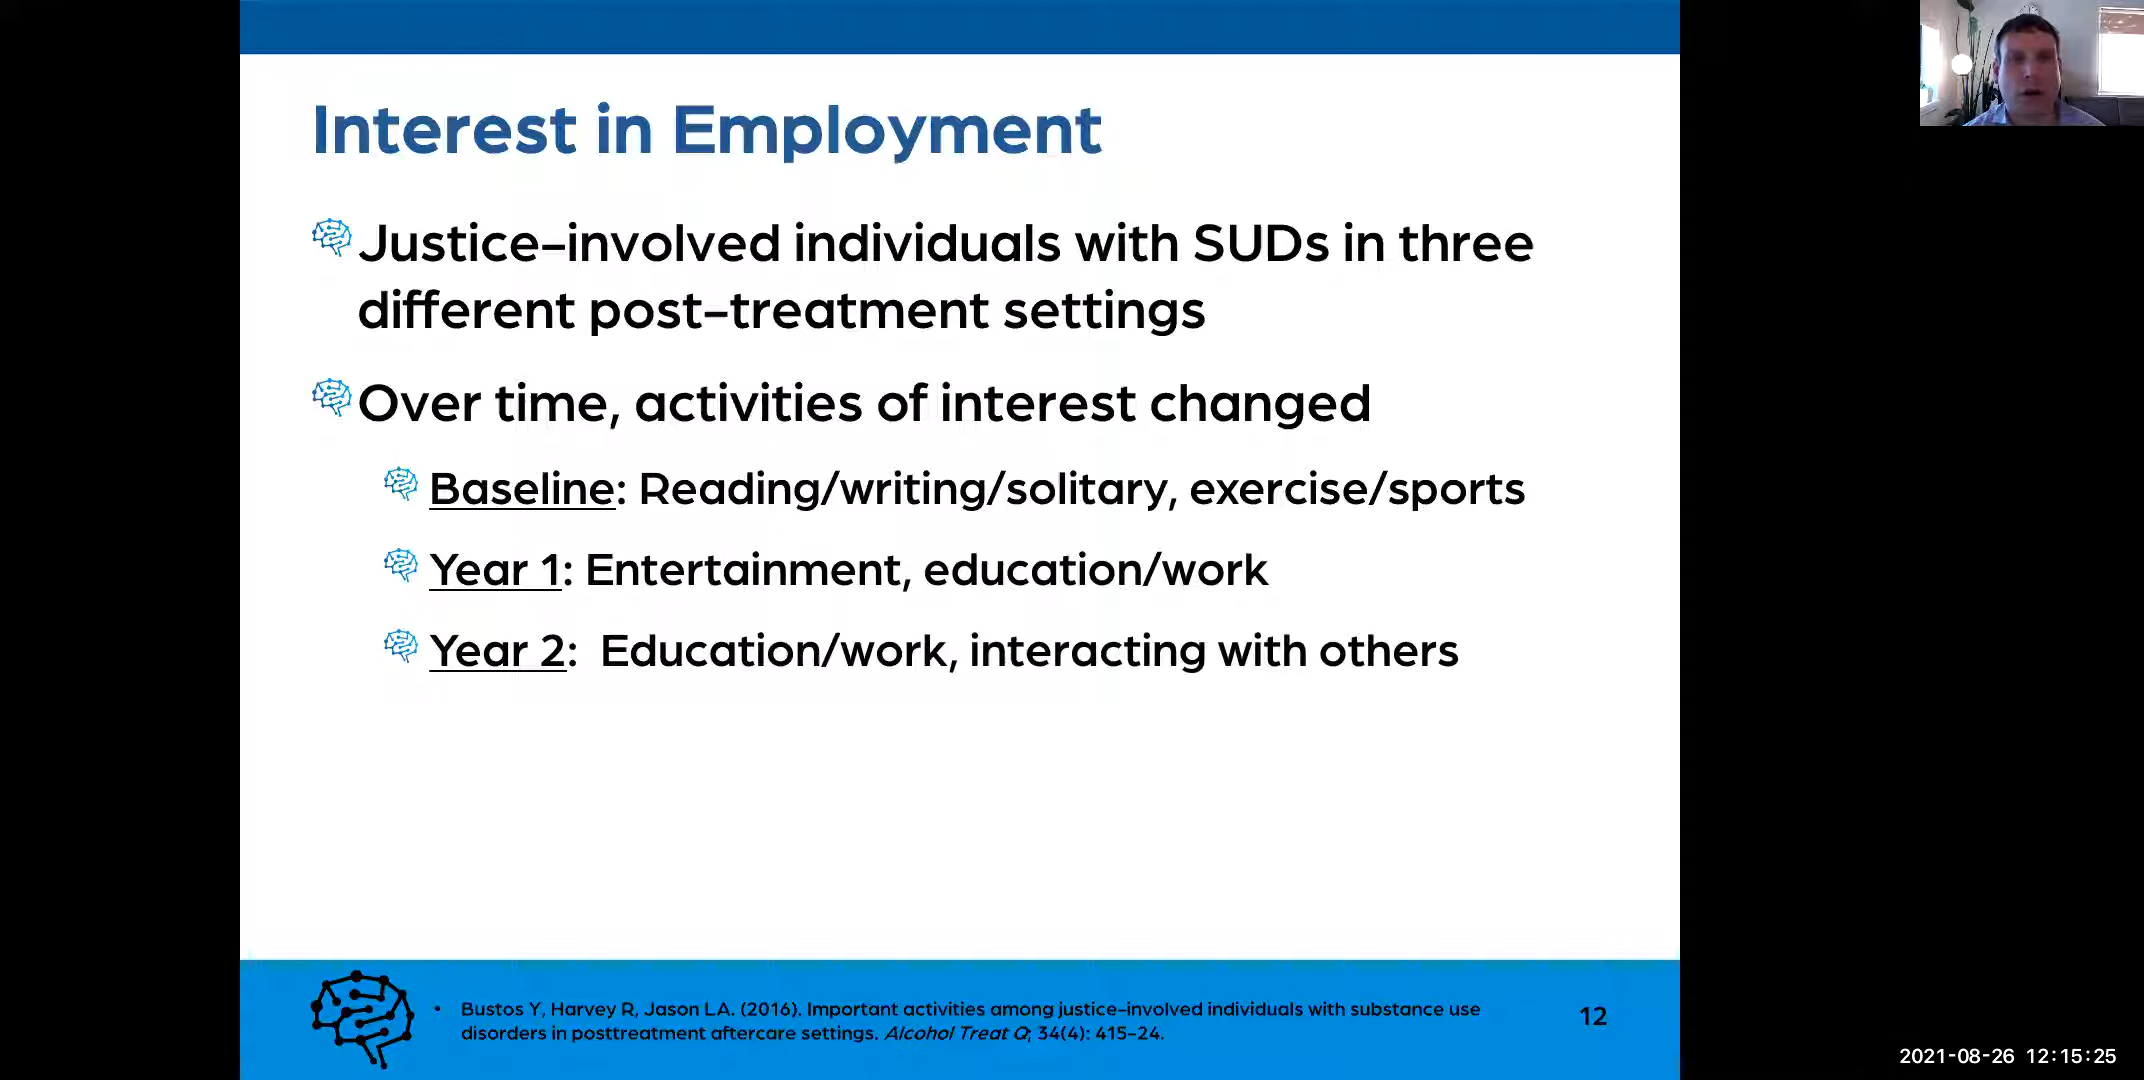 Interest in Employment
Justice-involved individuals with SUDs in three
different post-treatment settings
Over time, activities of interest changed
Baseline: Reading/writing/solitary, exercise/sports
Year 1: Entertainment, education/work
Year 2: Education/work, interacting with others
• Bustos Y, Harvey R, Jason LA. (2016). Important activities among justice-involved individuals with substance use
disorders in posttreatment aftercare settings. Alcohol Treat Q; 34(4): 415-24.
12
2021-08-26 12:15:25